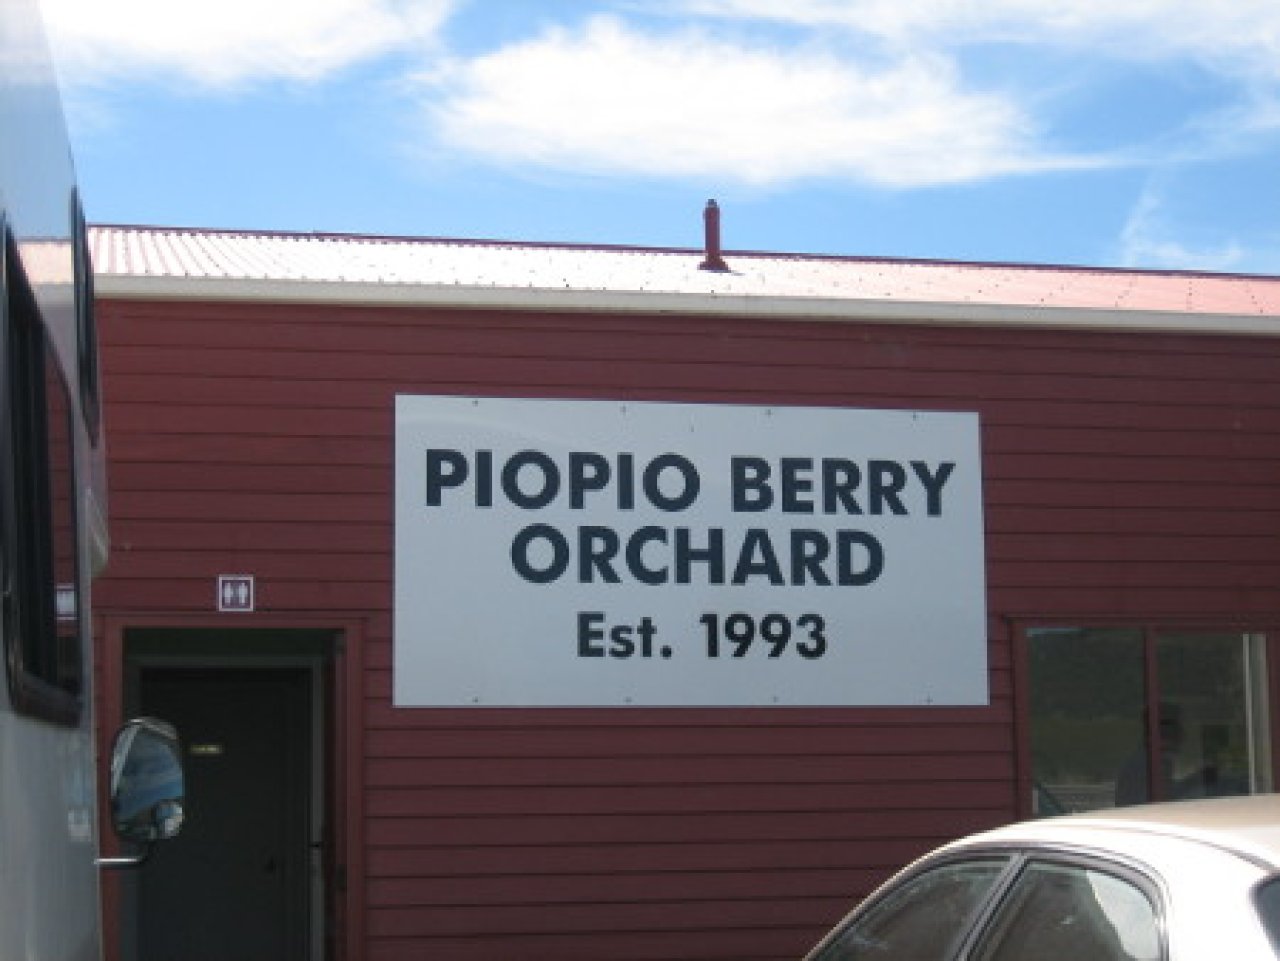 PIOPIO BERRY
ORCHARD
Est. 1993